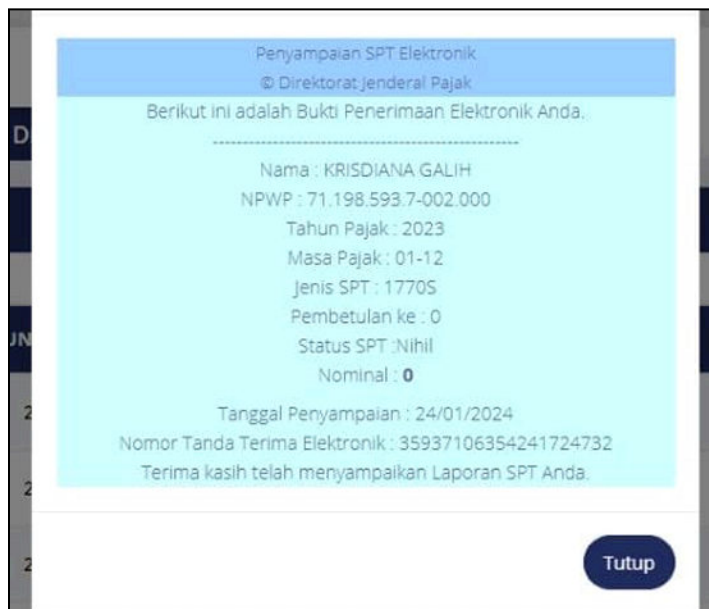 Penyampaian SPT Elektronik
© Direktorat Jenderal Pajak
Berikut ini adalah Bukti Penerimaan Elektronik Anda.
---------------------------------------------------
Nama : KRISDIANA GALIH
NPWP : 71.198.593.7-002.000
Tahun Pajak : 2023
Masa Pajak : 01-12
Jenis SPT : 1770S
Pembetulan ke : 0
Status SPT :Nihil
Nominal : 0
Tanggal Penyampaian : 24/01/2024
Nomor Tanda Terima Elektronik : 35937106354241724732
Terima kasih telah menyampaikan Laporan SPT Anda.
Tutup